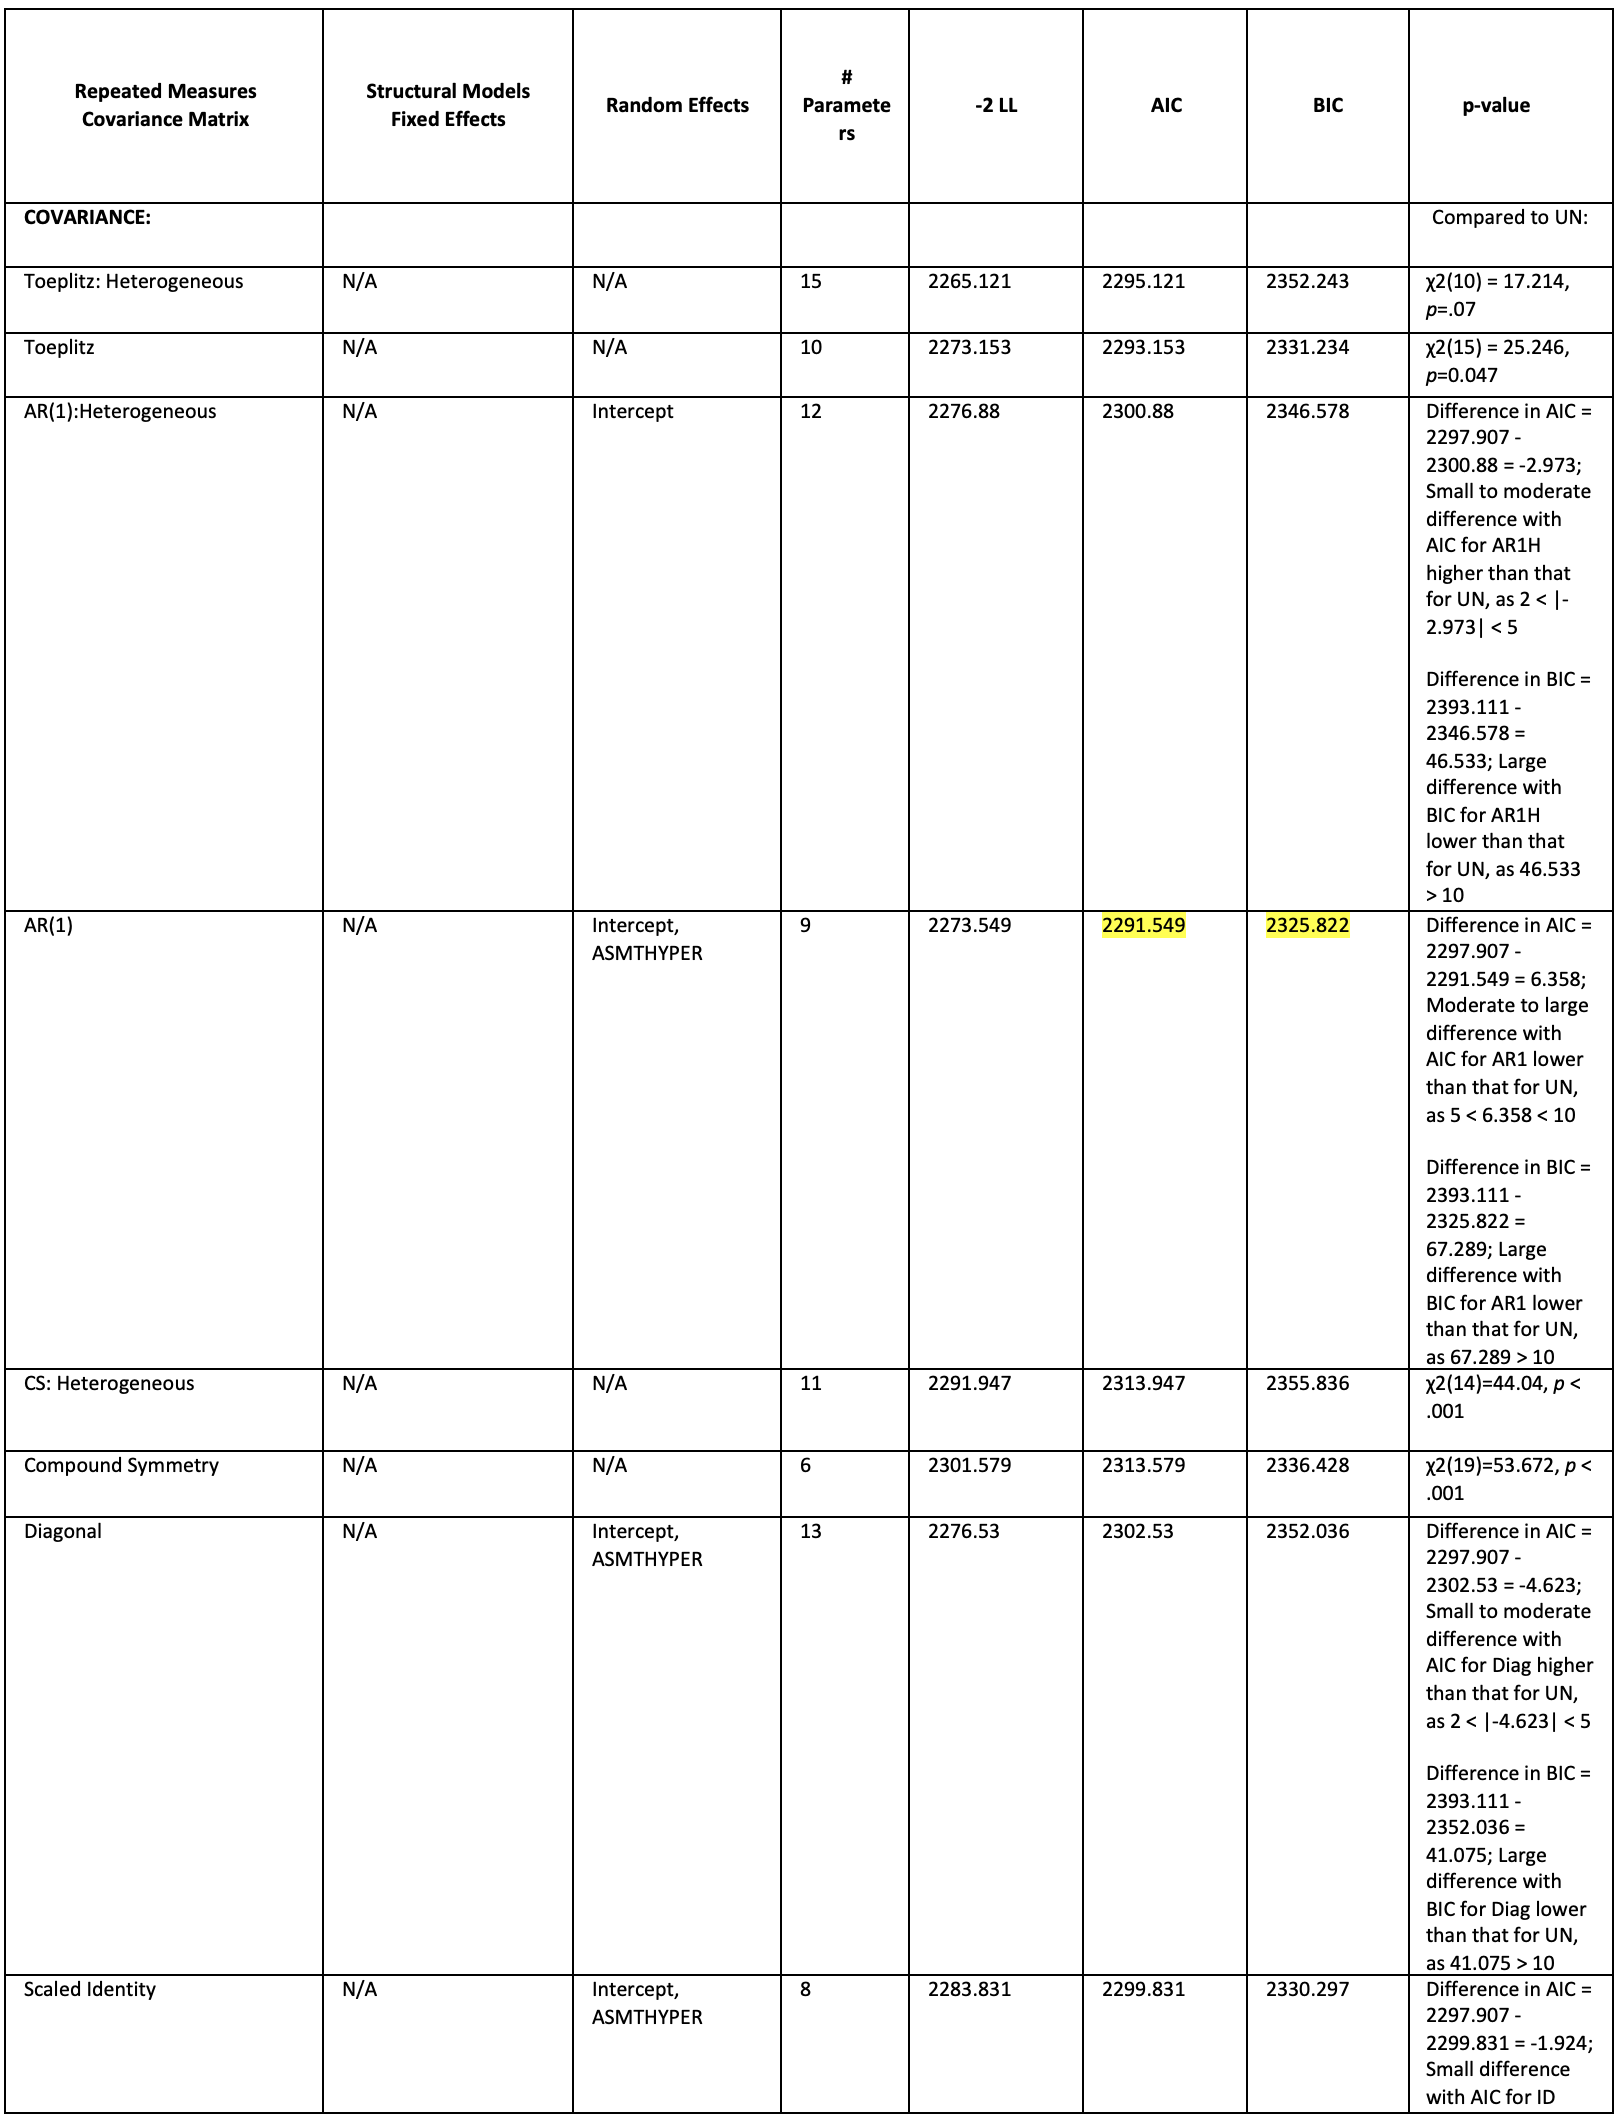 Repeated Measures
Covariance Matrix
Structural Models
Fixed Effects
Random Effects
#
Paramete
rs
-2 LL
AIC
BIC
p-value
COVARIANCE:
Compared to UN:
Toeplitz: Heterogeneous
N/A
N/A
15
2265.121
2295.121
2352.243
χ2(10) = 17.214,
p=.07
Toeplitz
N/A
N/A
10
2273.153
2293.153
2331.234
χ2(15) = 25.246,
p=0.047
AR(1):Heterogeneous
N/A
Intercept
12
2276.88
2300.88
2346.578
Difference in AIC =
2297.907 -
2300.88 = -2.973;
Small to moderate
difference with
AIC for AR1H
higher than that
for UN, as 2 < |-
2.973| < 5
Difference in BIC =
2393.111 -
2346.578 =
46.533; Large
difference with
BIC for AR1H
lower than that
for UN, as 46.533
> 10
AR(1)
N/A
Intercept,
ASMTHYPER
9
2273.549
2291.549
2325.822
Difference in AIC =
2297.907 -
2291.549 = 6.358;
Moderate to large
difference with
AIC for AR1 lower
than that for UN,
as 5 < 6.358 < 10
Difference in BIC =
2393.111 -
2325.822 =
67.289; Large
difference with
BIC for AR1 lower
than that for UN,
as 67.289 > 10
CS: Heterogeneous
N/A
N/A
11
2291.947
2313.947
2355.836
χ2(14)=44.04, p <
.001
Compound Symmetry
N/A
N/A
6
2301.579
2313.579
2336.428
χ2(19)=53.672, p <
.001
Diagonal
N/A
Intercept,
ASMTHYPER
13
2276.53
2302.53
2352.036
Difference in AIC =
2297.907 -
2302.53 = -4.623;
Small to moderate
difference with
AIC for Diag higher
than that for UN,
as 2 < |-4.623| < 5
Difference in BIC =
2393.111 -
2352.036 =
41.075; Large
difference with
BIC for Diag lower
than that for UN,
as 41.075 > 10
Scaled Identity
N/A
Intercept,
ASMTHYPER
8
2283.831
2299.831
2330.297
Difference in AIC =
2297.907 -
2299.831 = -1.924;
Small difference
with AIC for ID